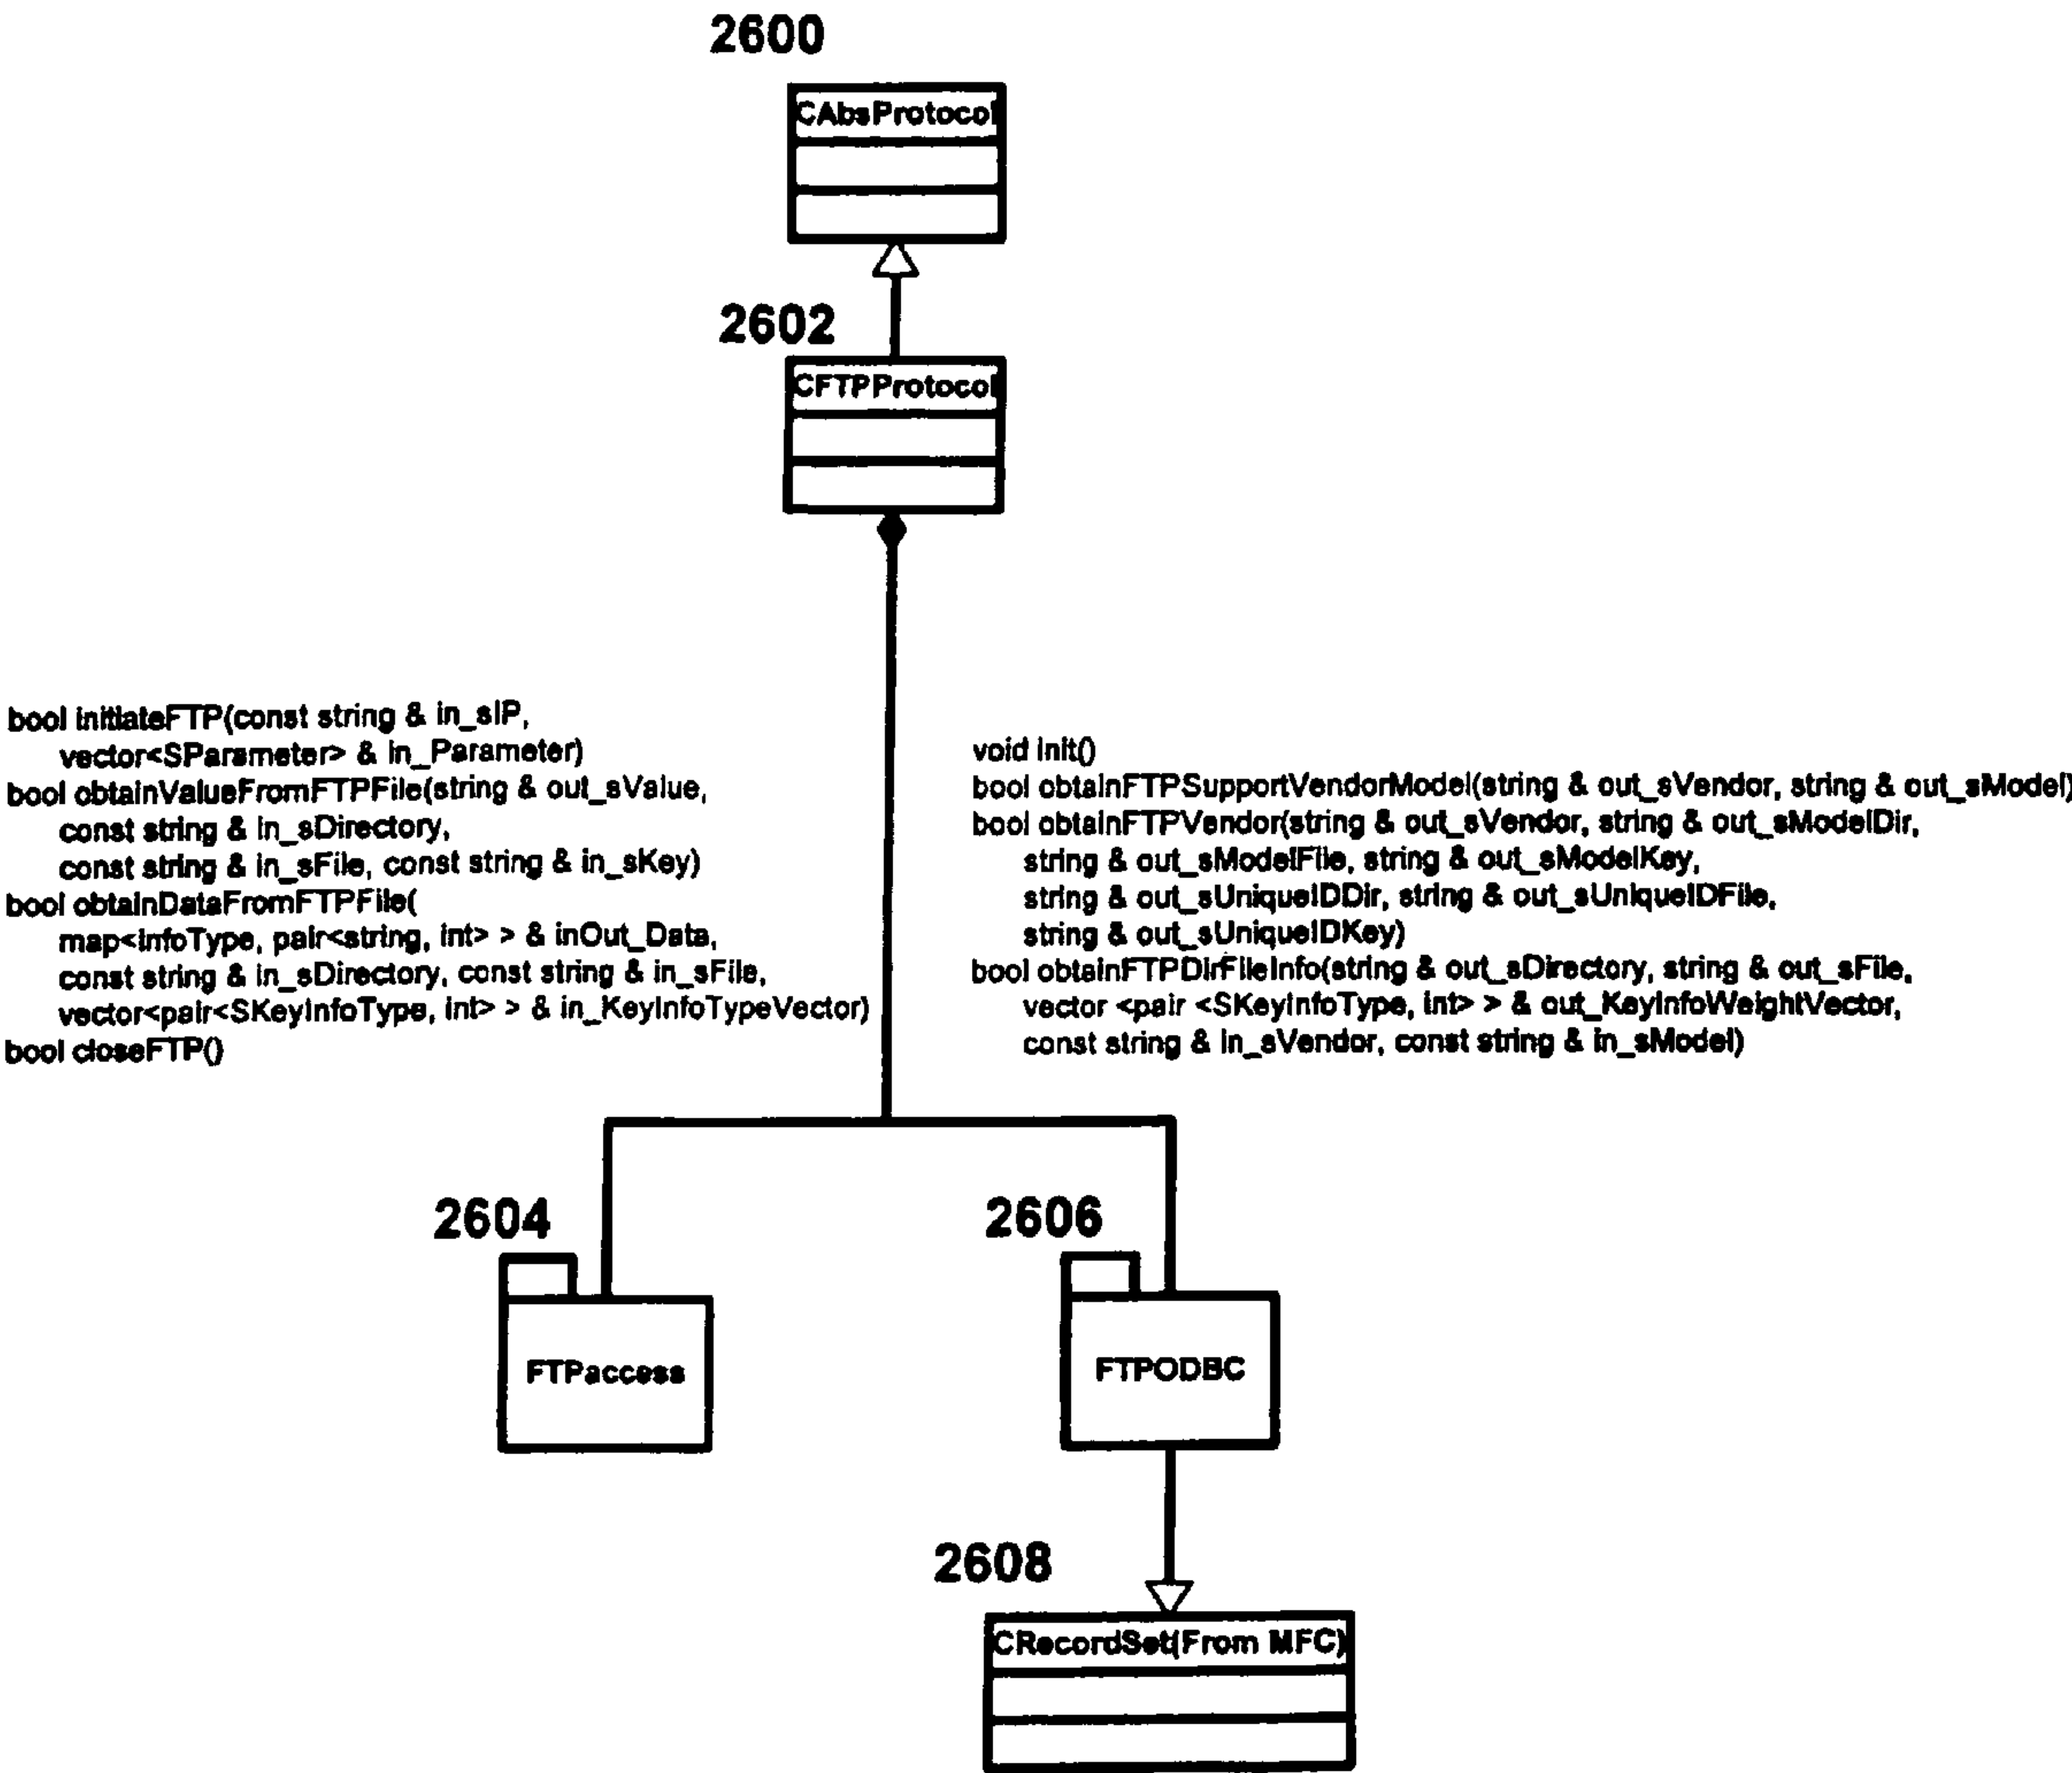 2600
CAbsProtocol
2602
CFTPProtocol
bool initiateFTP(const string & in_sIP,
vector<SParameter> & in_Parameter)
bool obtainValueFromFTPFile(string & out_sValue,
const string & in_sDirectory,
const string & in_sFile, const string & in_sKey)
bool obtainDataFromFTPFile(
map<infoType, pair<string, int> > & inOut_Data,
const string & in_sDirectory, const string & in_sFile,
vector<pair<SKeyInfoType, int> > & in_KeyInfoTypeVector)
bool closeFTP()
void init()
bool obtainFTPSupportVendorModel(string & out_sVendor, string & out_sModel)
bool obtainFTPVendor(string & out_sVendor, string & out_sModelDir,
string & out_sModelFile, string & out_sModelKey,
string & out_sUniqueIDDir, string & out_sUniqueIDFile,
string & out_sUniqueIDKey)
bool obtainFTPDirFileInfo(string & out_sDirectory, string & out_sFile,
vector <pair <SKeyInfoType, int> > & out_KeyInfoWeightVector,
const string & in_sVendor, const string & in_sModel)
2604
FTPaccess
2606
FTPODBC
2608
CRecordSet(From MFC)